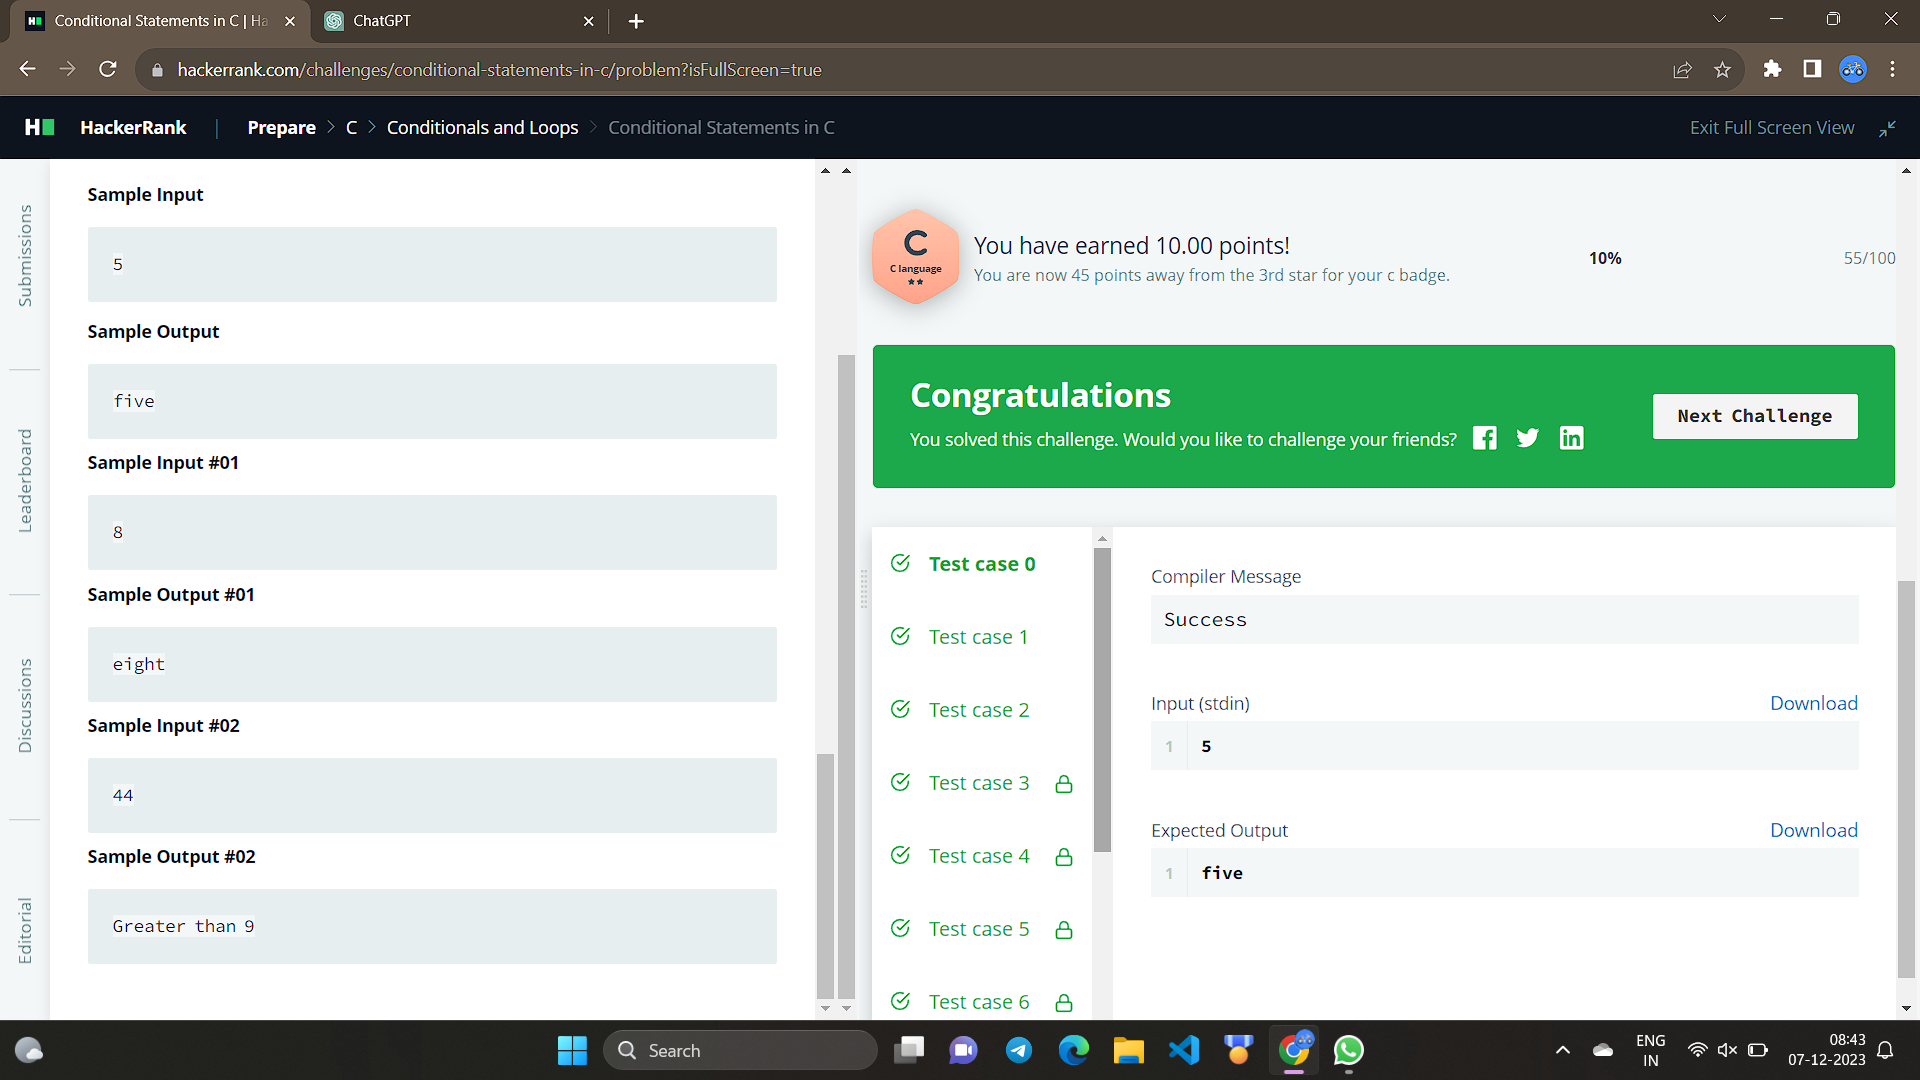 Conditional Statements in C | Ha
ChatGPT
hackerrank.com/challenges/conditional-statements-in-c/problem?isFullScreen=true
H
HackerRank
Prepare
C
Conditionals and Loops
Conditional Statements in C
Exit Full Screen View
Submissions
Leaderboard
Discussions
Editorial
Sample Input
5
Sample Output
five
Sample Input #01
8
Sample Output #01
eight
Sample Input #02
44
Sample Output #02
Greater than 9
C
C language
You have earned 10.00 points!
You are now 45 points away from the 3rd star for your c badge.
10%
55/100
Congratulations
You solved this challenge. Would you like to challenge your friends?
Next Challenge
Test case 0
Test case 1
Test case 2
Test case 3
Test case 4
Test case 5
Test case 6
Compiler Message
Success
Input (stdin)
Download
1 5
Expected Output
Download
1 five
Search
ENG
IN
08:43
07-12-2023